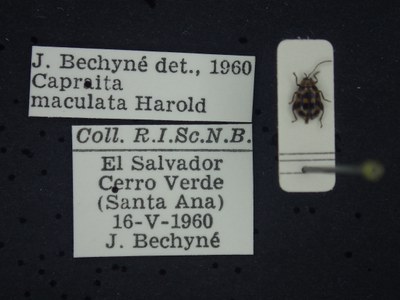 J. Bechyné det., 1960
Capraita
maculata Harold
Coll. R.I.Sc.N.B.
El Salvador
Cerro Verde
(Santa Ana)
16-V-1960
J. Bechyné